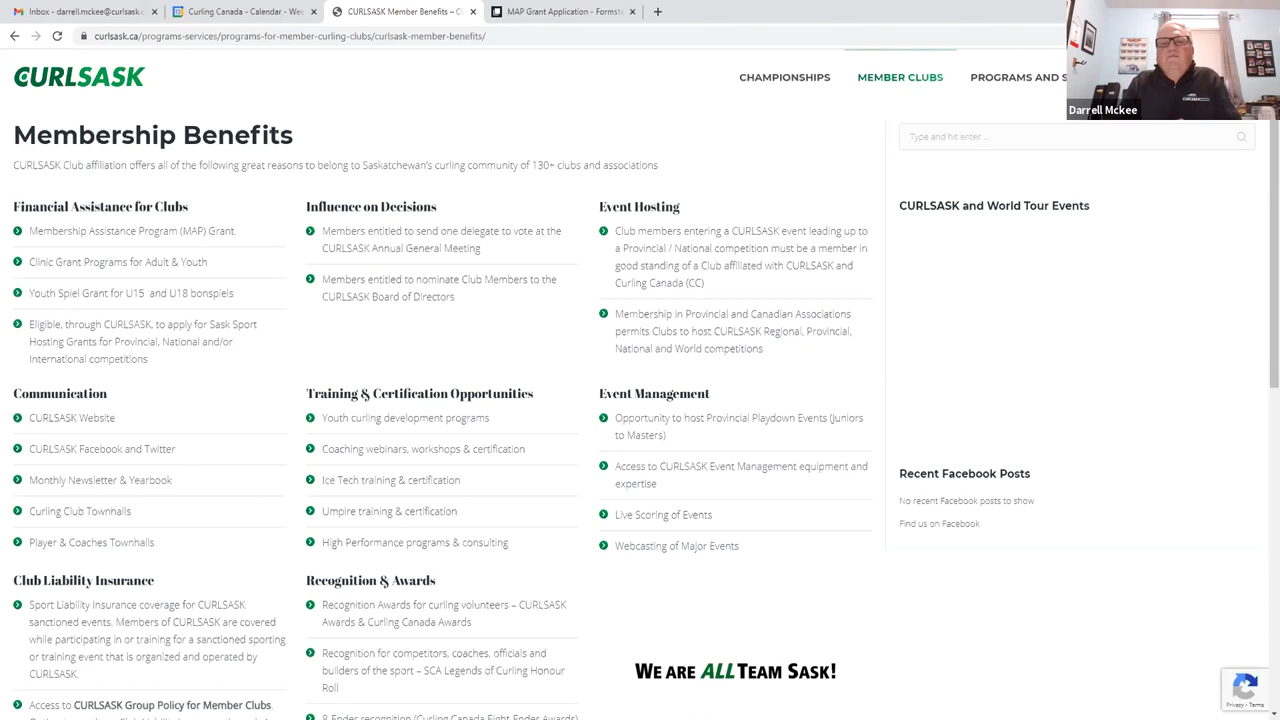 Inbox - darrell.mckee@curlsask.c
Curling Canada - Calendar - Wee
CURLSASK Member Benefits – C
MAP Grant Application - Formsta
curlsask.ca/programs-services/programs-for-member-curling-clubs/curlsask-member-benefits/
CURLSASK
CHAMPIONSHIPS
MEMBER CLUBS
PROGRAMS AND S
Darrell Mckee
Membership Benefits
CURLSASK Club affiliation offers all of the following great reasons to belong to Saskatchewan's curling community of 130+ clubs and associations
Type and hit enter ...
Financial Assistance for Clubs
Membership Assistance Program (MAP) Grant.
Clinic Grant Programs for Adult & Youth
Youth Spiel Grant for U15 and U18 bonspiels
Eligible, through CURLSASK, to apply for Sask Sport
Hosting Grants for Provincial, National and/or
International competitions
Influence on Decisions
Members entitled to send one delegate to vote at the
CURLSASK Annual General Meeting
Members entitled to nominate Club Members to the
CURLSASK Board of Directors
Event Hosting
Club members entering a CURLSASK event leading up to
a Provincial / National competition must be a member in
good standing of a Club affiliated with CURLSASK and
Curling Canada (CC)
Membership in Provincial and Canadian Associations
permits Clubs to host CURLSASK Regional, Provincial,
National and World competitions
CURLSASK and World Tour Events
Communication
CURLSASK Website
CURLSASK Facebook and Twitter
Monthly Newsletter & Yearbook
Curling Club Townhalls
Player & Coaches Townhalls
Training & Certification Opportunities
Youth curling development programs
Coaching webinars, workshops & certification
Ice Tech training & certification
Umpire training & certification
High Performance programs & consulting
Event Management
Opportunity to host Provincial Playdown Events (Juniors
to Masters)
Access to CURLSASK Event Management equipment and
expertise
Live Scoring of Events
Webcasting of Major Events
Recent Facebook Posts
No recent Facebook posts to show
Find us on Facebook
Club Liability Insurance
Sport Liability Insurance coverage for CURLSASK
sanctioned events. Members of CURLSASK are covered
while participating in or training for a sanctioned sporting
or training event that is organized and operated by
CURLSASK.
Access to CURLSASK Group Policy for Member Clubs.
Recognition & Awards
Recognition Awards for curling volunteers – CURLSASK
Awards & Curling Canada Awards
Recognition for competitors, coaches, officials and
builders of the sport – SCA Legends of Curling Honour
Roll
8-Ender recognition (Curling Canada Eight-Ender Awards)
WE ARE ALL TEAM SASK!
Privacy - Terms